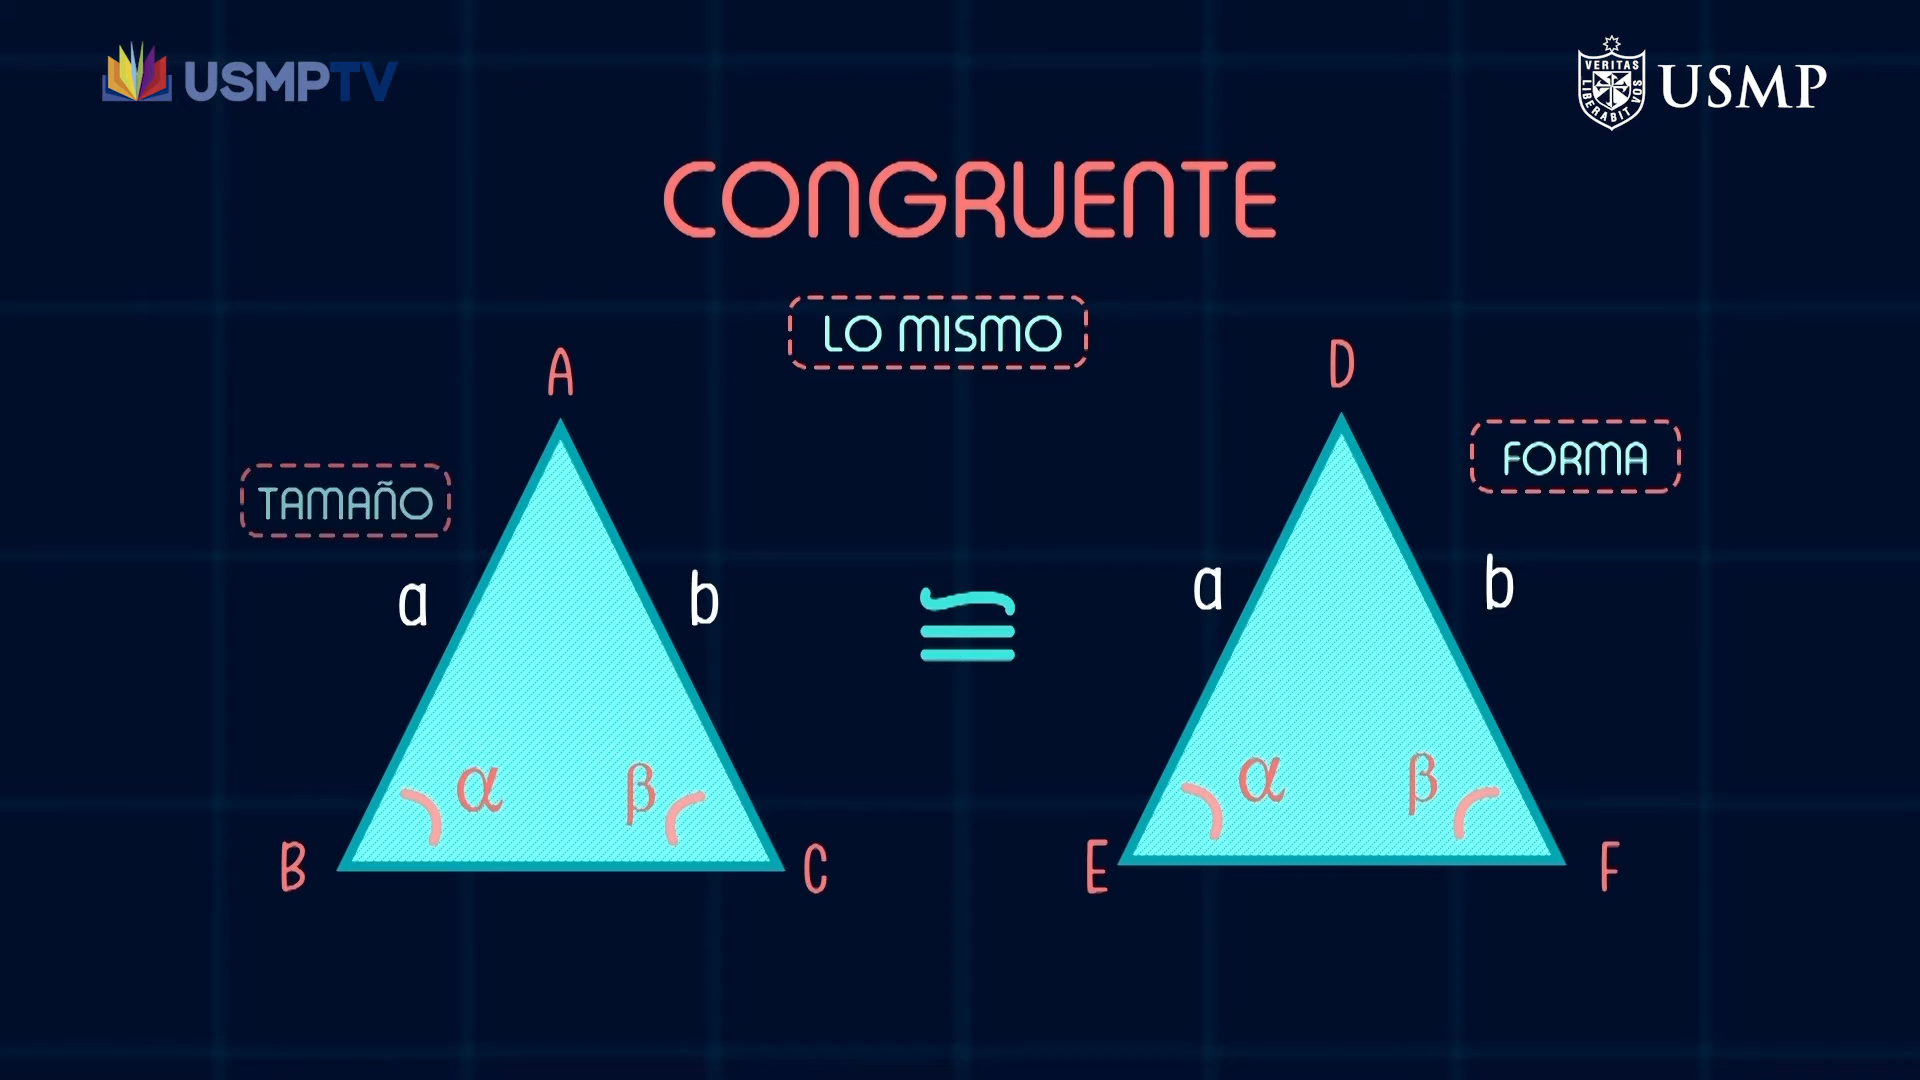 USMPTV
VERITAS
LIBERABIT VOS
USMP
CONGRUENTE
LO MISMO
A
D
TAMAÑO
FORMA
a
b
≅
a
b
α
β
α
β
B
C
E
F